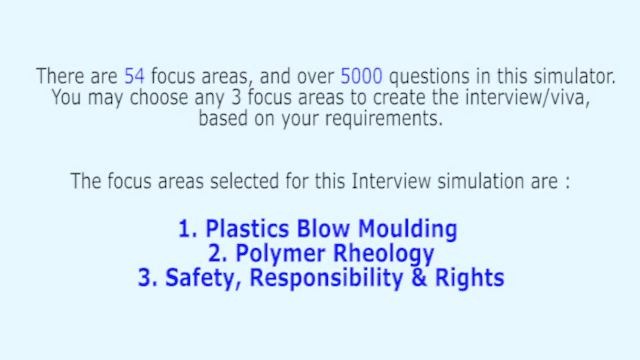 There are 54 focus areas, and over 5000 questions in this simulator.
You may choose any 3 focus areas to create the interview/viva,
based on your requirements.
The focus areas selected for this Interview simulation are :
1. Plastics Blow Moulding
2. Polymer Rheology
3. Safety, Responsibility & Rights